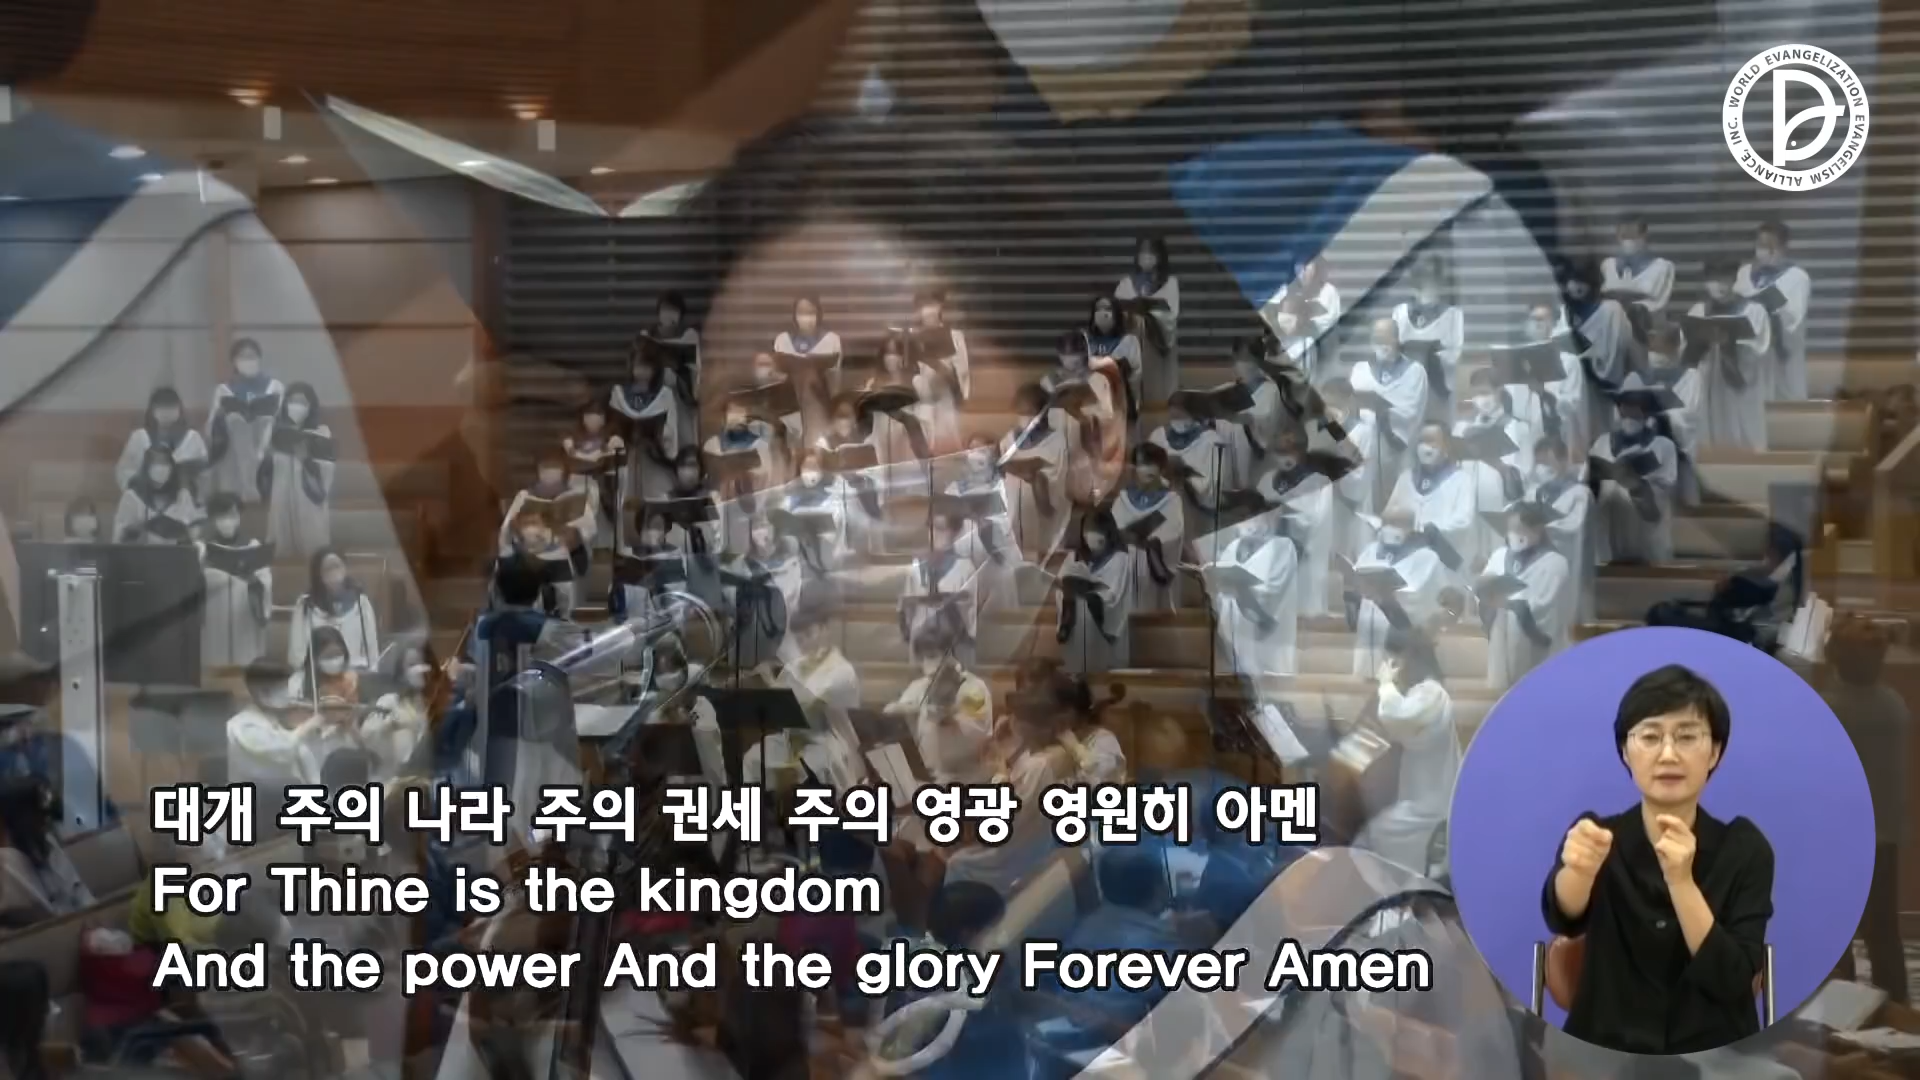 WORLD EVANGELIZATION EVANGELISM ALLIANCE, INC.
대개 주의 나라 주의 권세 주의 영광 영원히 아멘
For Thine is the kingdom
And the power And the glory Forever Amen